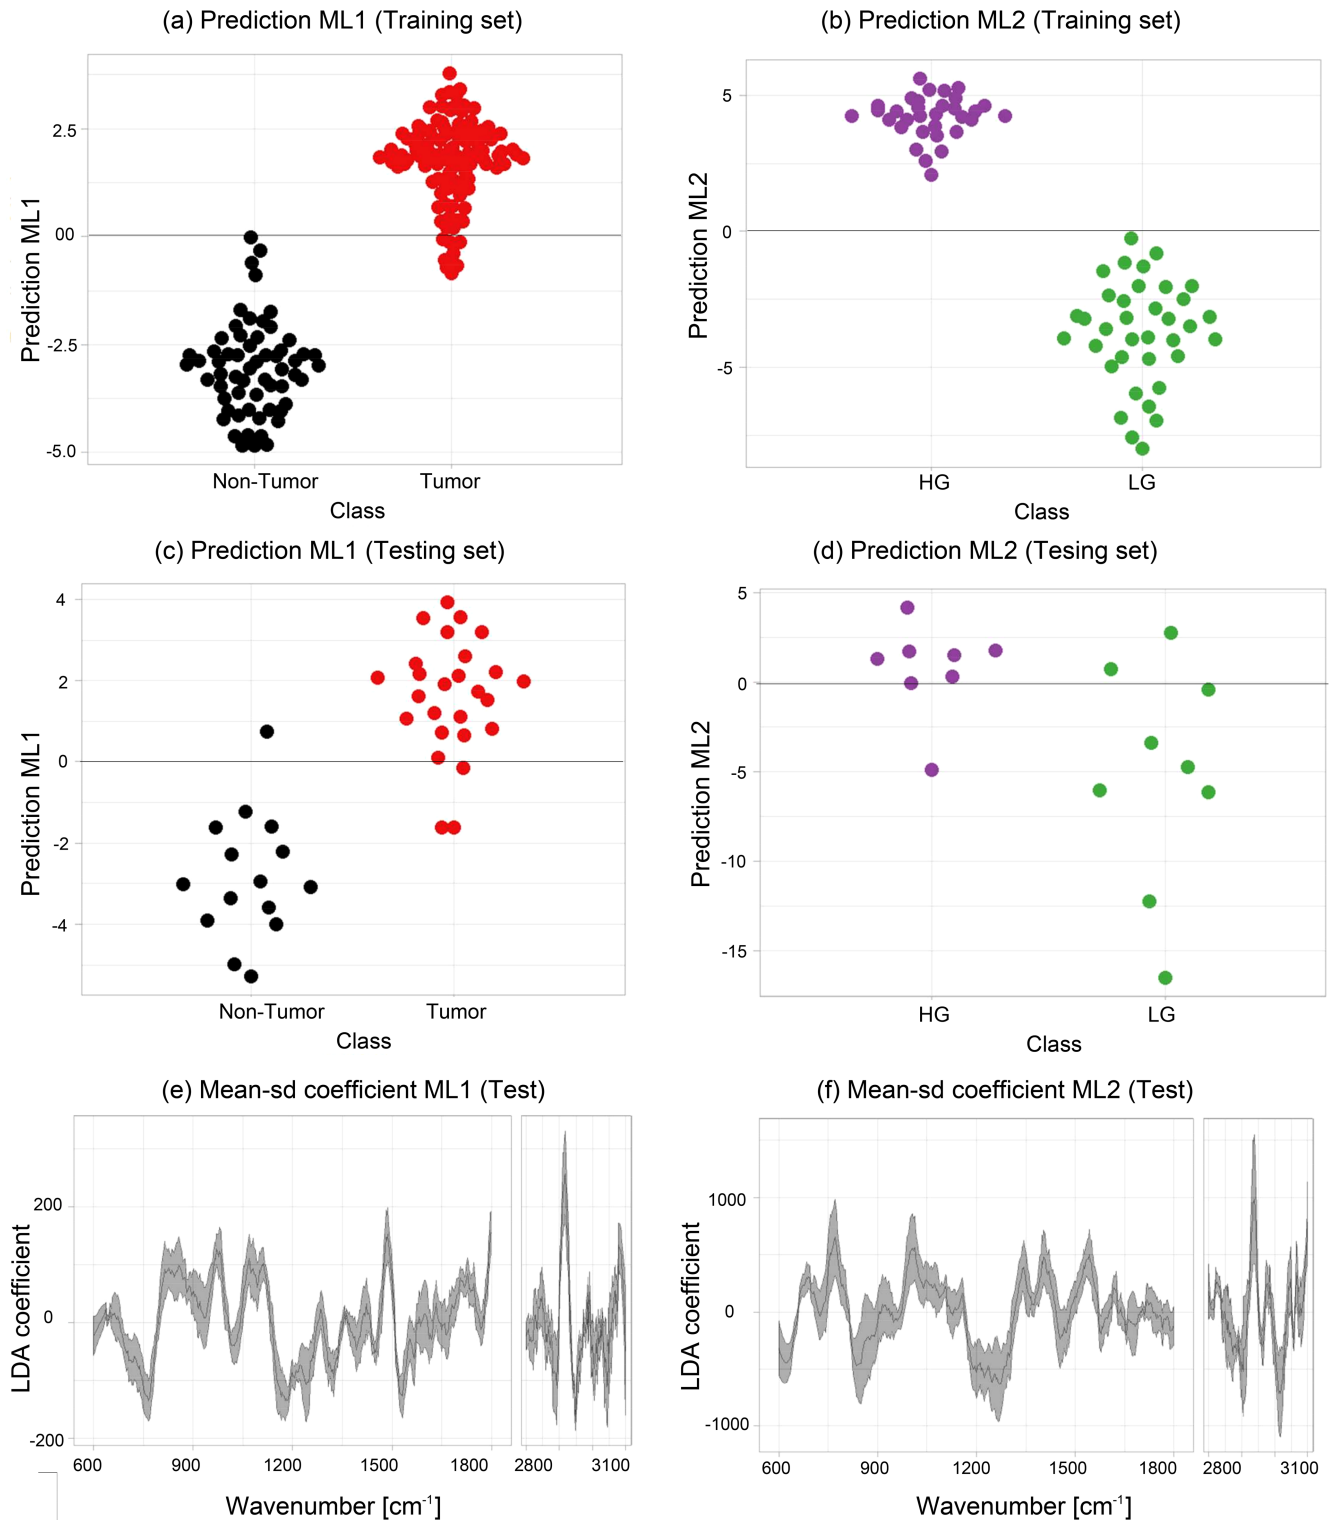 (a) Prediction ML1 (Training set)
Prediction ML1
2.5
00
-2.5
-5.0
Non-Tumor Tumor
Class
(b) Prediction ML2 (Training set)
Prediction ML2
5
0
-5
HG LG
Class
(c) Prediction ML1 (Testing set)
Prediction ML1
4
2
0
-2
-4
Non-Tumor Tumor
Class
(d) Prediction ML2 (Tesing set)
Prediction ML2
5
0
-5
-10
-15
HG LG
Class
(e) Mean-sd coefficient ML1 (Test)
LDA coefficient
200
0
-200
600 900 1200 1500 1800 2800 3100
Wavenumber [cm⁻¹]
(f) Mean-sd coefficient ML2 (Test)
LDA coefficient
1000
0
-1000
600 900 1200 1500 1800 2800 3100
Wavenumber [cm⁻¹]